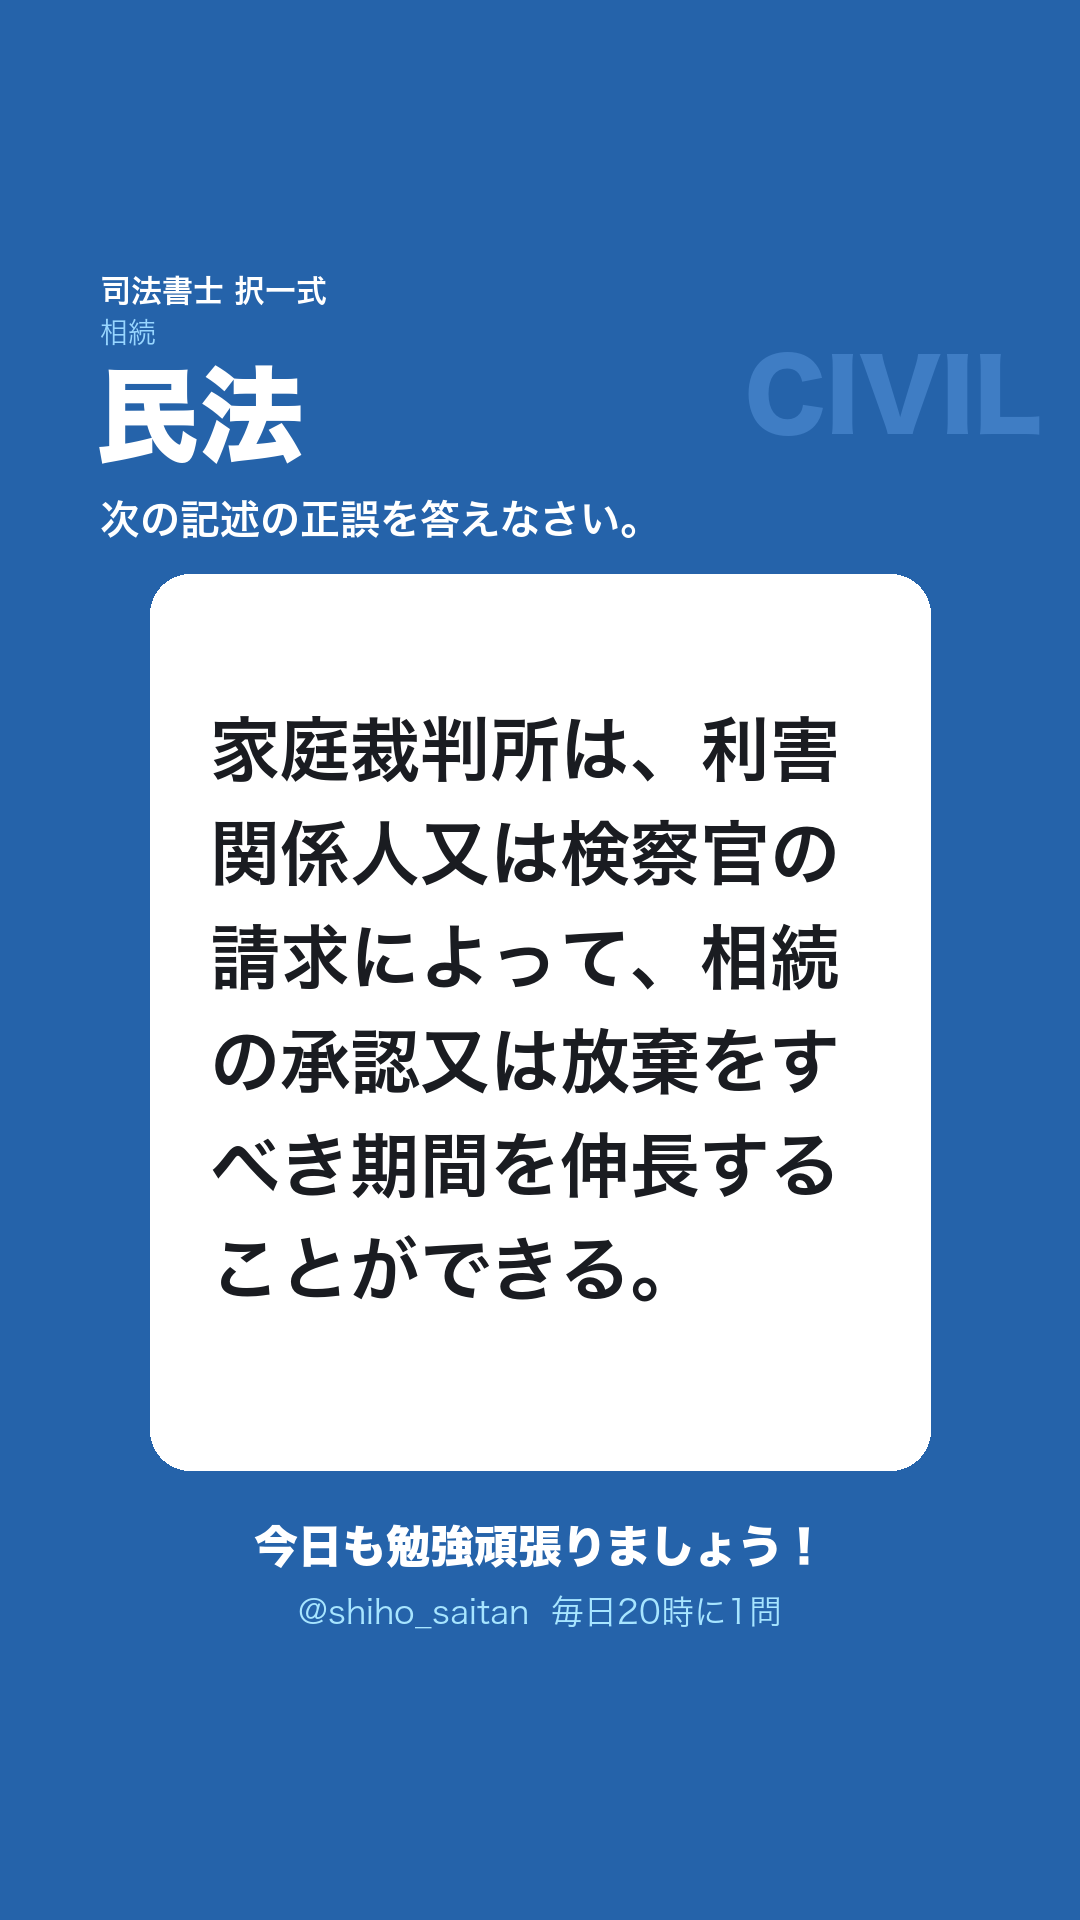 司法書士 択一式
相続
民法
CIVIL
次の記述の正誤を答えなさい。
家庭裁判所は、利害
関係人又は検察官の
請求によって、相続
の承認又は放棄をす
べき期間を伸長する
ことができる。
今日も勉強頑張りましょう！
@shiho_saitan 毎日20時に1問